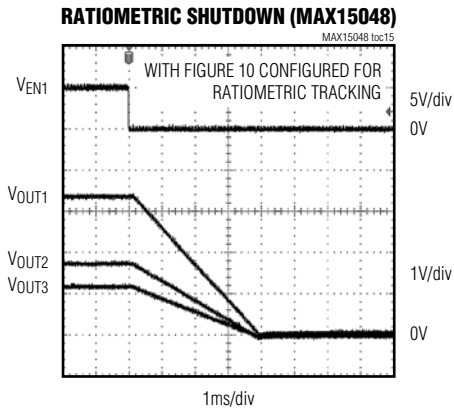 RATIOMETRIC SHUTDOWN (MAX15048)
MAX15048 toc15
WITH FIGURE 10 CONFIGURED FOR
RATIOMETRIC TRACKING
VEN1
5V/div
0V
VOUT1
VOUT2
1V/div
VOUT3
0V
1ms/div